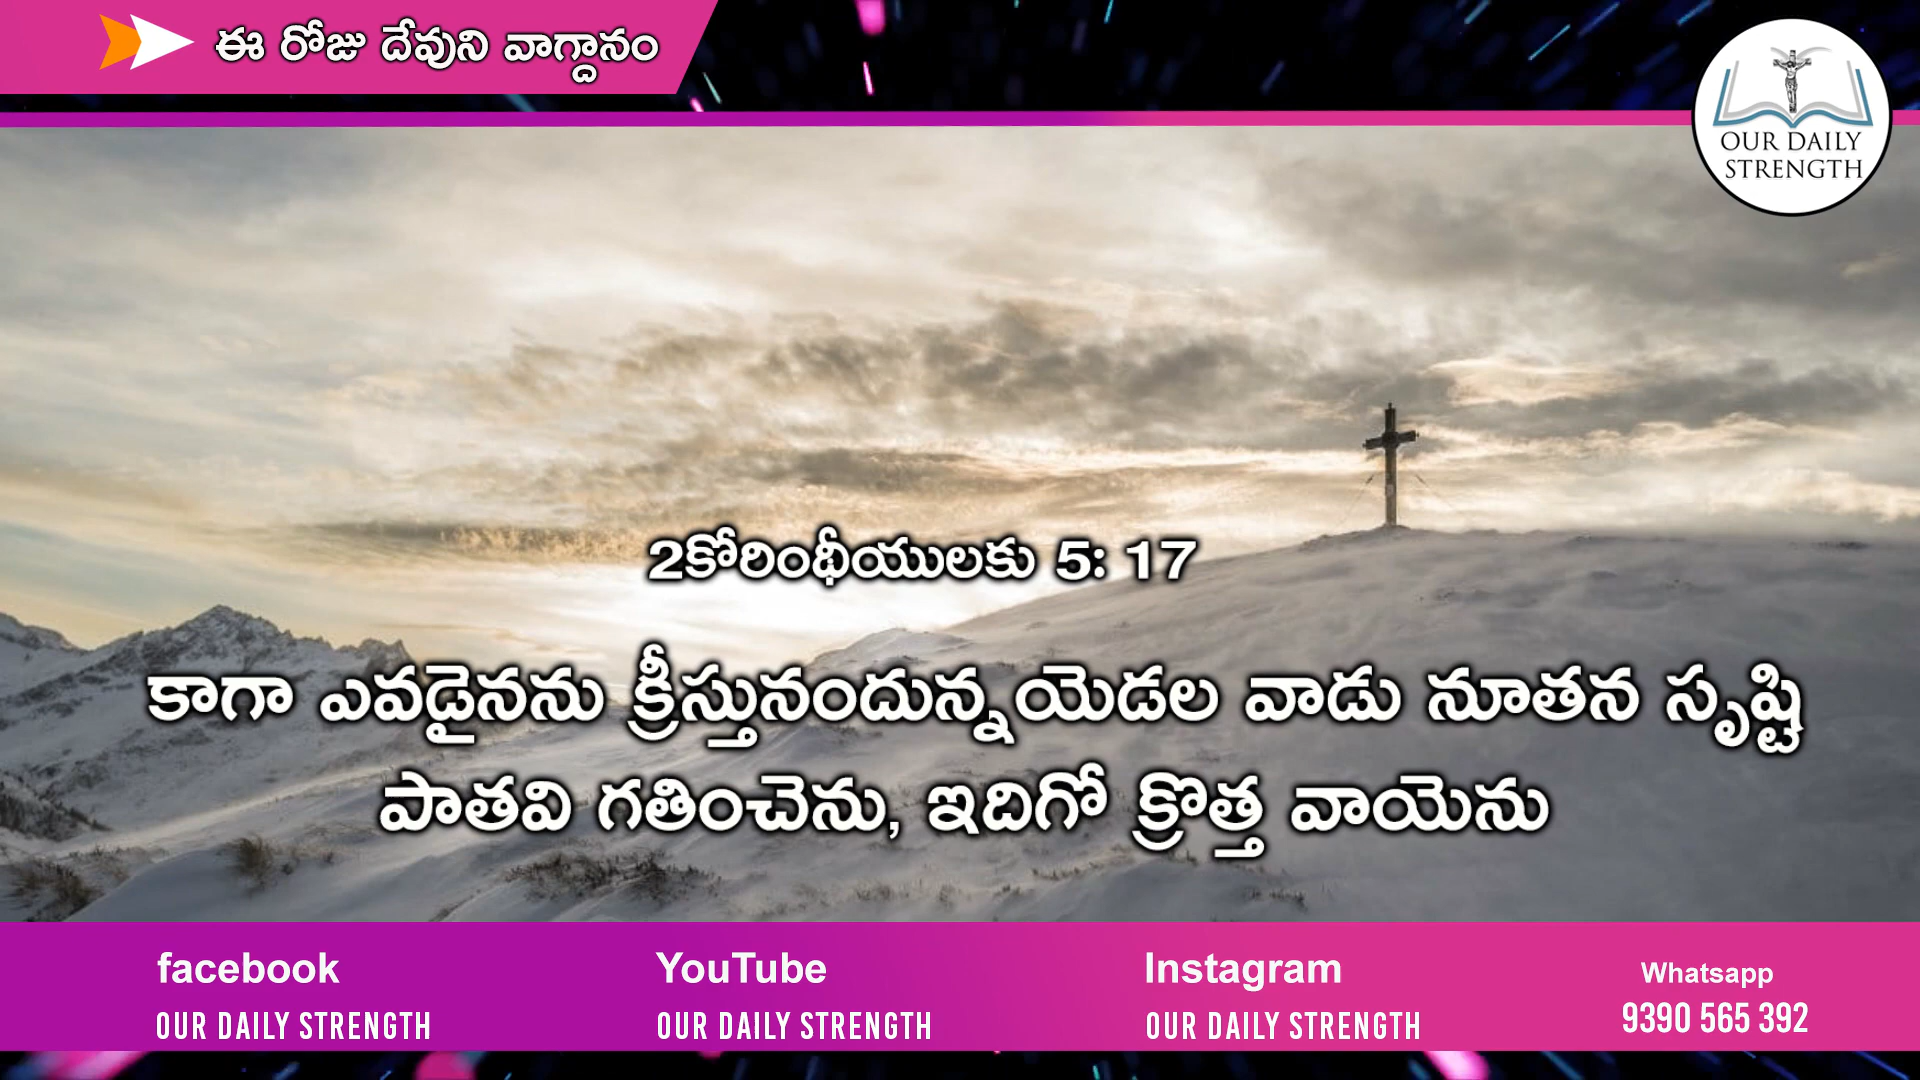 ఈ రోజు దేవుని వాగ్దానం
OUR DAILY
STRENGTH
2కోరింథీయులకు 5: 17
కాగా ఎవడైనను క్రీస్తునందున్నయెడల వాడు నూతన సృష్టి
పాతవి గతించెను, ఇదిగో క్రొత్త వాయెను
facebook
OUR DAILY STRENGTH
YouTube
OUR DAILY STRENGTH
Instagram
OUR DAILY STRENGTH
Whatsapp
9390 565 392